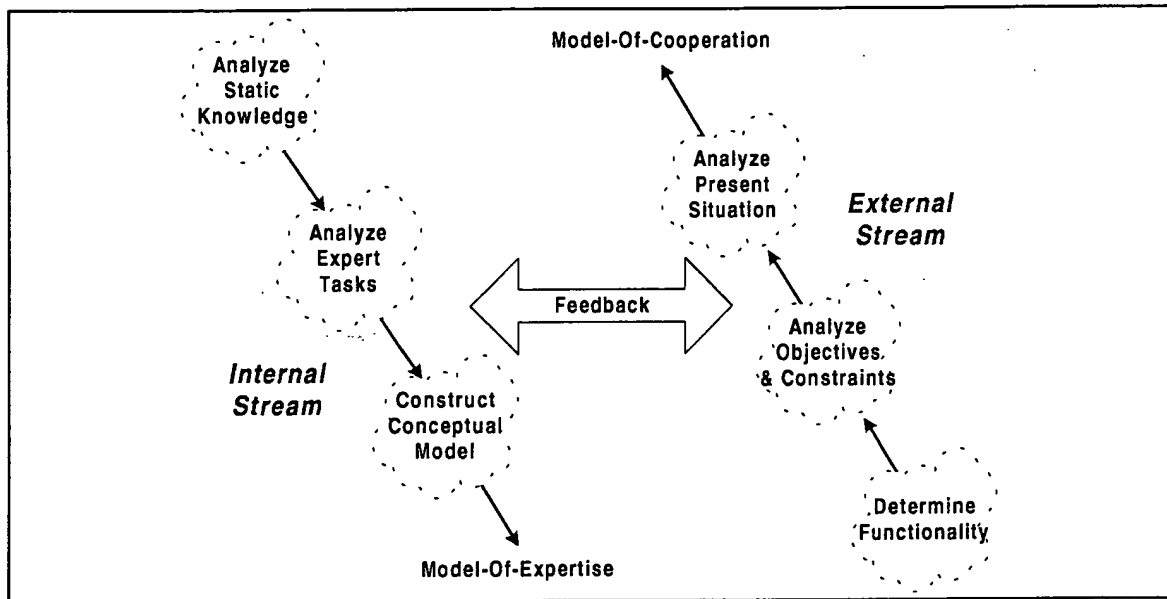 Analyze
Static
Knowledge
Analyze
Expert
Tasks
Internal
Stream
Construct
Conceptual
Model
Model-Of-Expertise
Feedback
Model-Of-Cooperation
Analyze
Present
Situation
External
Stream
Analyze
Objectives
& Constraints
Determine
Functionality